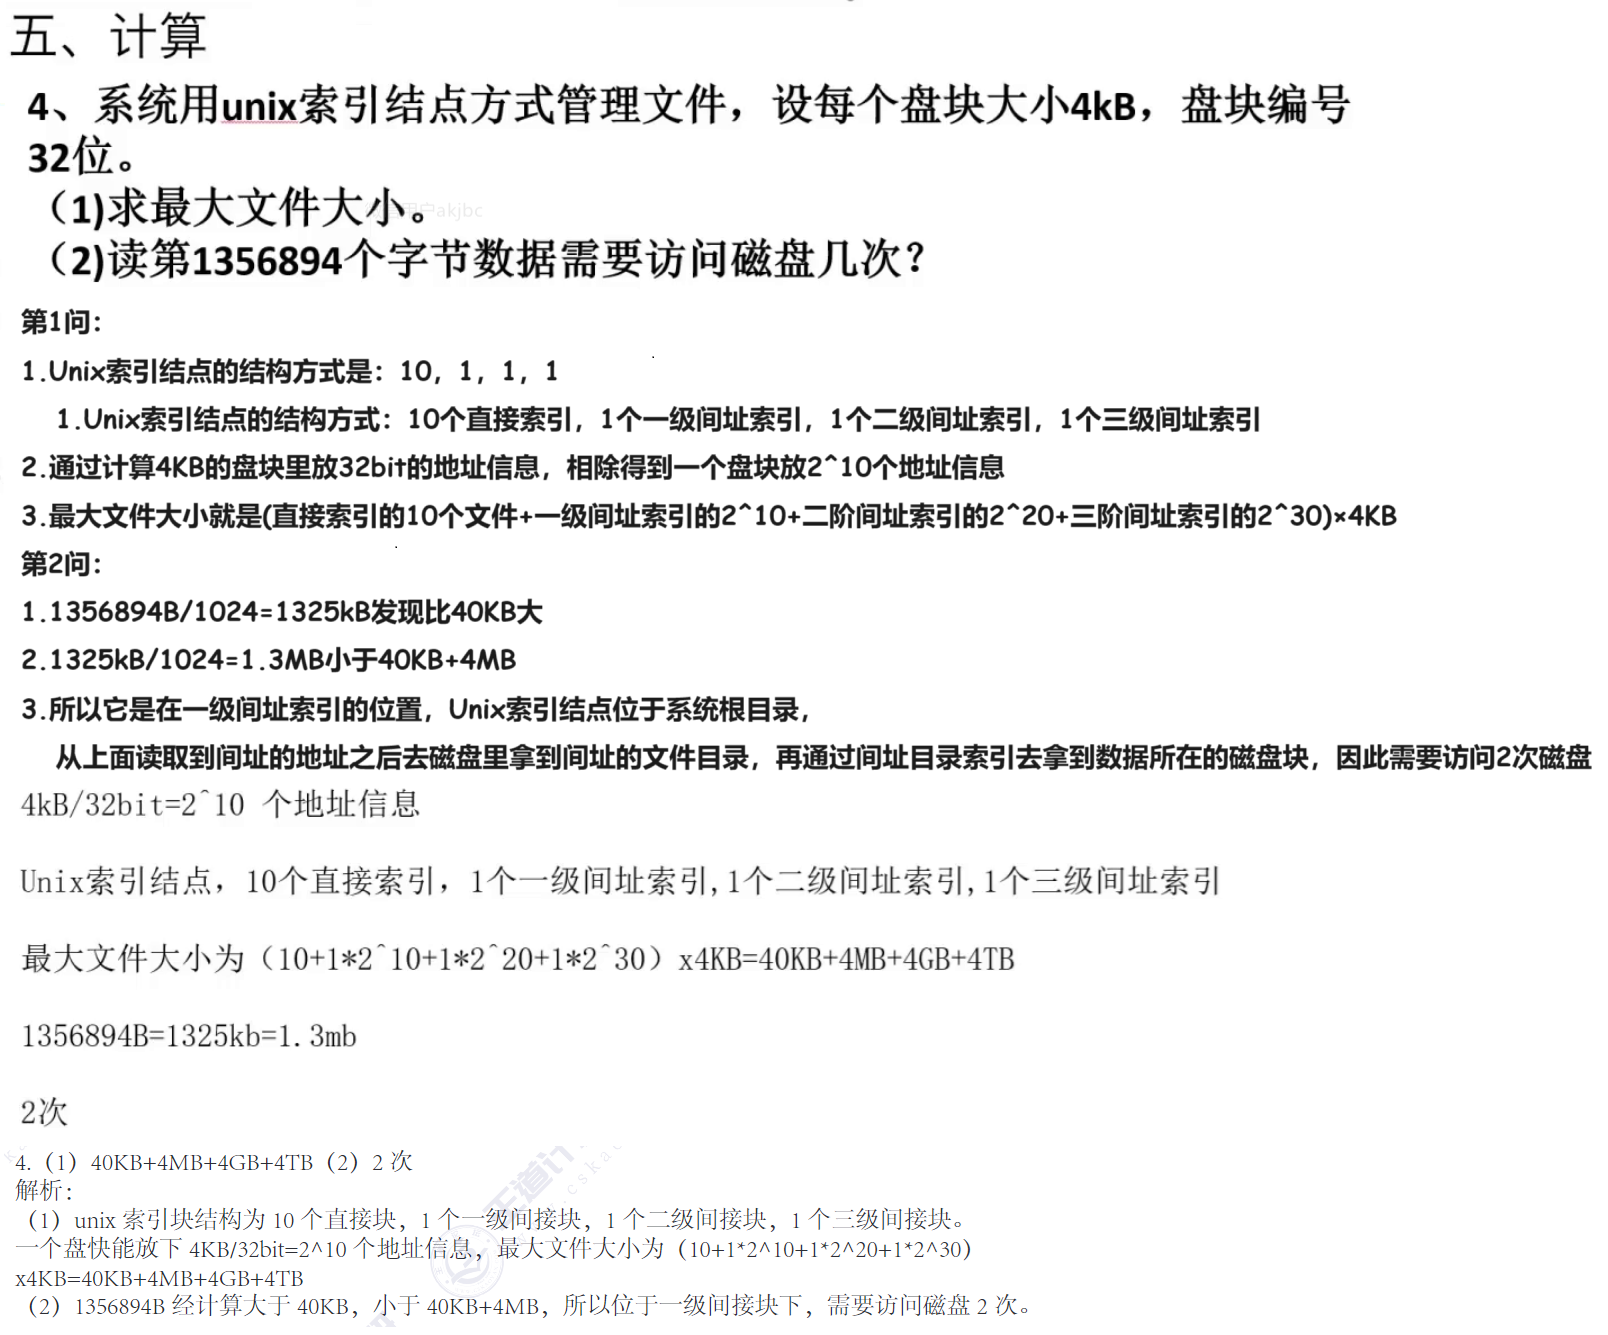 五、计算
4、系统用unix索引结点方式管理文件，设每个盘块大小4kB，盘块编号
32位。
（1)求最大文件大小。
（2)读第1356894个字节数据需要访问磁盘几次？
第1问：
1.Unix索引结点的结构方式是：10，1，1，1
1.Unix索引结点的结构方式：10个直接索引，1个一级间址索引，1个二级间址索引，1个三级间址索引
2.通过计算4KB的盘块里放32bit的地址信息，相除得到一个盘块放2^10个地址信息
3.最大文件大小就是(直接索引的10个文件+一级间址索引的2^10+二阶间址索引的2^20+三阶间址索引的2^30)×4KB
第2问：
1.1356894B/1024=1325kB发现比40KB大
2.1325kB/1024=1.3MB小于40KB+4MB
3.所以它是在一级间址索引的位置，Unix索引结点位于系统根目录，
从上面读取到间址的地址之后去磁盘里拿到间址的文件目录，再通过间址目录索引去拿到数据所在的磁盘块，因此需要访问2次磁盘
4kB/32bit=2^10 个地址信息
Unix索引结点，10个直接索引，1个一级间址索引,1个二级间址索引,1个三级间址索引
最大文件大小为（10+1*2^10+1*2^20+1*2^30）x4KB=40KB+4MB+4GB+4TB
1356894B=1325kb=1.3mb
2次
4.（1）40KB+4MB+4GB+4TB（2）2 次
解析：
（1）unix 索引块结构为 10 个直接块，1 个一级间接块，1 个二级间接块，1 个三级间接块。
一个盘快能放下 4KB/32bit=2^10 个地址信息，最大文件大小为（10+1*2^10+1*2^20+1*2^30）
x4KB=40KB+4MB+4GB+4TB
（2）1356894B 经计算大于 40KB，小于 40KB+4MB，所以位于一级间接块下，需要访问磁盘 2 次。